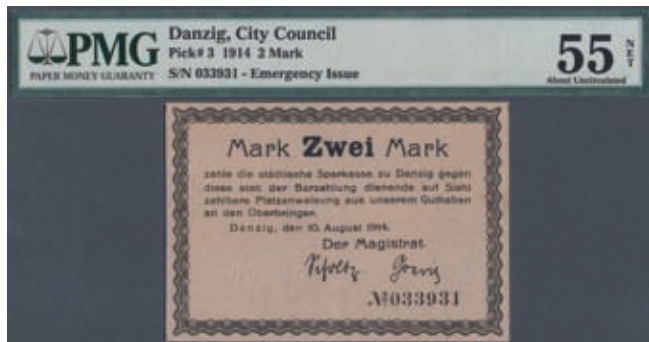 PMG
PAPER MONEY GUARANTY
Danzig, City Council
Pick# 3 1914 2 Mark
S/N 033931 - Emergency Issue
55 NET
About Uncirculated
Mark Zwei Mark
zahle die städtische Sparkasse zu Danzig gegen
diese statt der Barzahlung dienende auf Sicht
zahlbare Platzanweisung aus unserem Guthaben
an den Überbringer.
Danzig, den 10. August 1914.
Der Magistrat.
Scholtz
№033931